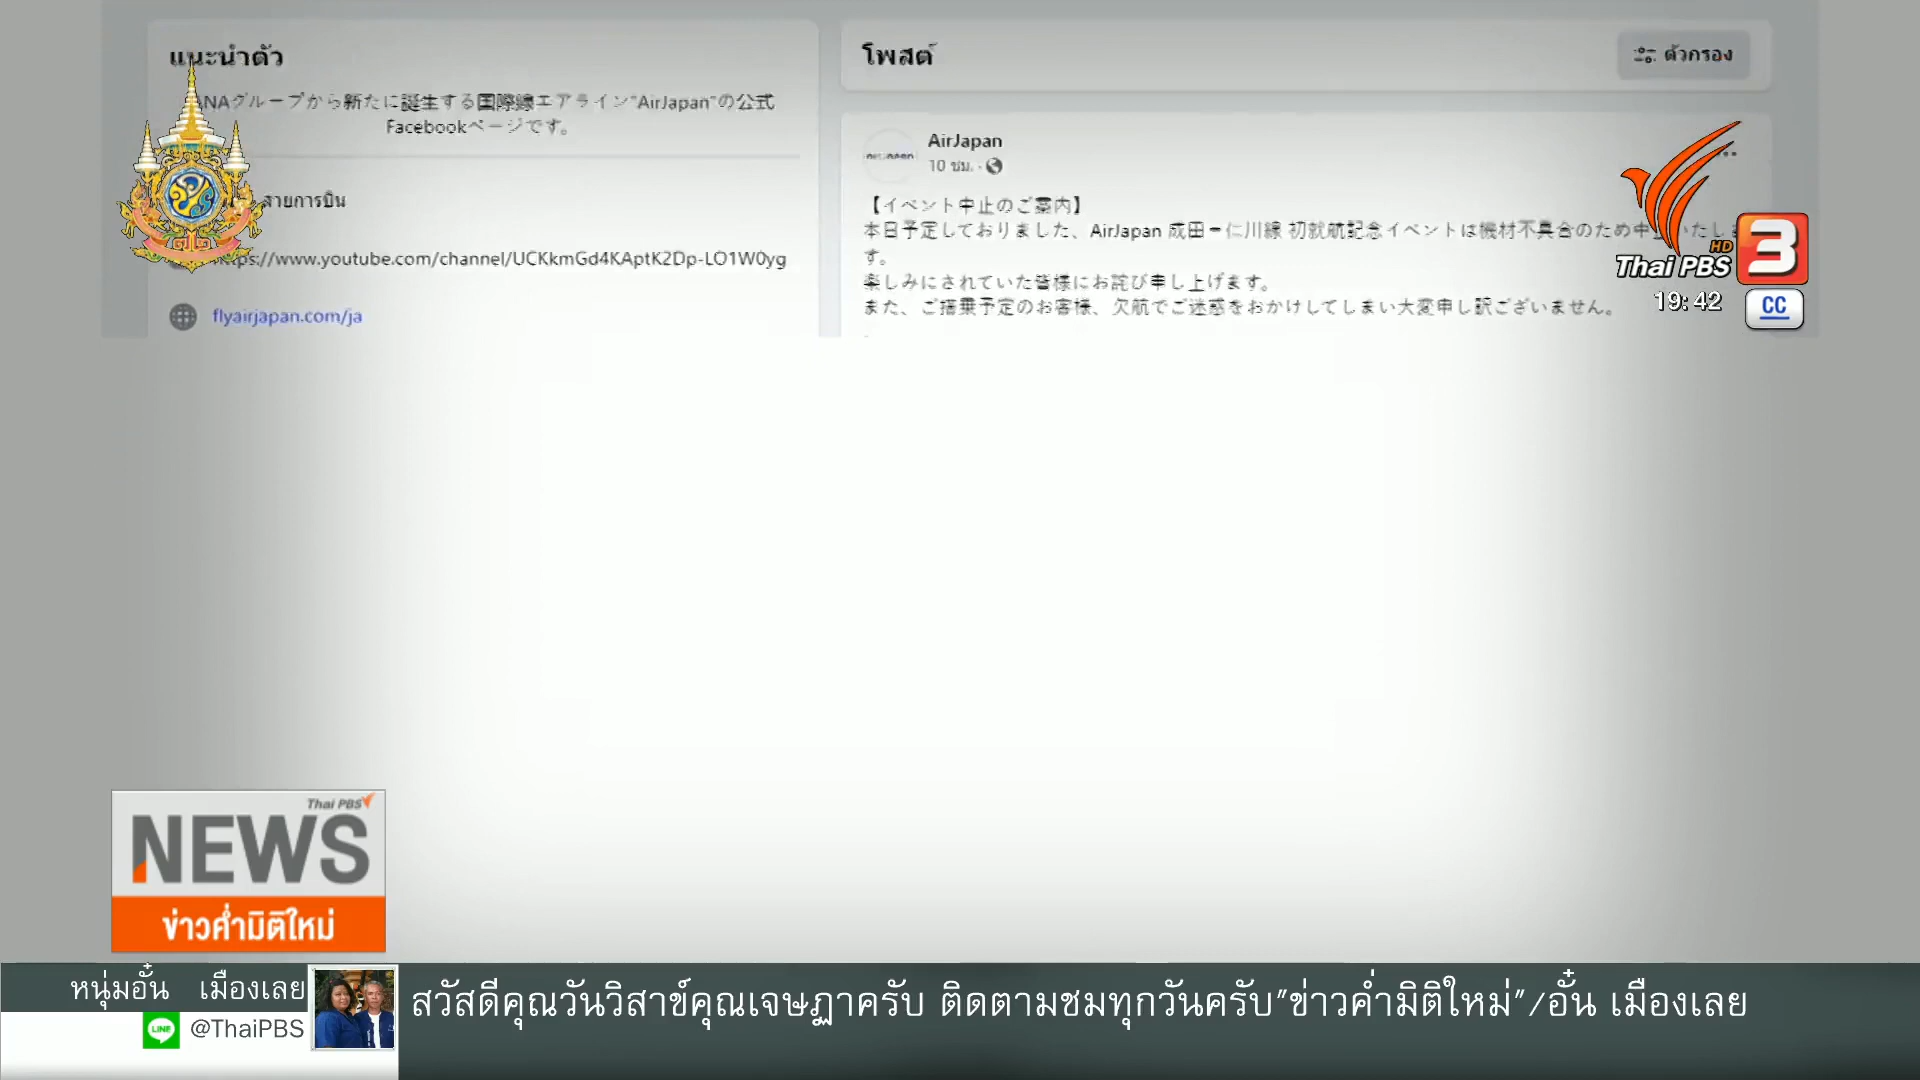 แนะนำตัว
ANAグループから新たに誕生する国際線エアライン"AirJapan"の公式
Facebookページです。
สายการบิน
https://www.youtube.com/channel/UCKkmGd4KAptK2Dp-LO1W0yg
flyairjapan.com/ja
โพสต์
ตัวกรอง
AirJapan
10 ชม.
【イベント中止のご案内】
本日予定しておりました、AirJapan 成田ー仁川線 初就航記念イベントは機材不具合のため中止いたしま
す。
楽しみにされていた皆様にお詫び申し上げます。
また、ご搭乗予定のお客様、欠航でご迷惑をおかけしてしまい大変申し訳ございません。
HD
Thai PBS
3
19:42
CC
Thai PBS
NEWS
ข่าวค่ำมิติใหม่
หนุ่มอั๋น เมืองเลย
LINE @ThaiPBS
สวัสดีคุณวันวิสาข์คุณเจษฏาครับ ติดตามชมทุกวันครับ"ข่าวค่ำมิติใหม่"/อั๋น เมืองเลย